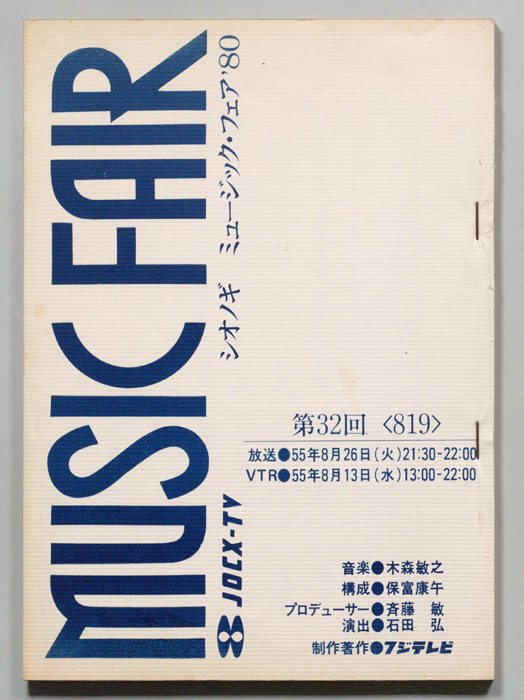 MUSIC FAIR
シオノギ ミュージック・フェア'80
8 JOCX-TV
第32回 〈819〉
放送●55年8月26日(火)21:30-22:00
VTR●55年8月13日(水)13:00-22:00
音楽●木森敏之
構成●保富康午
プロデューサー●斉藤 敏
演出●石田 弘
制作著作●フジテレビ